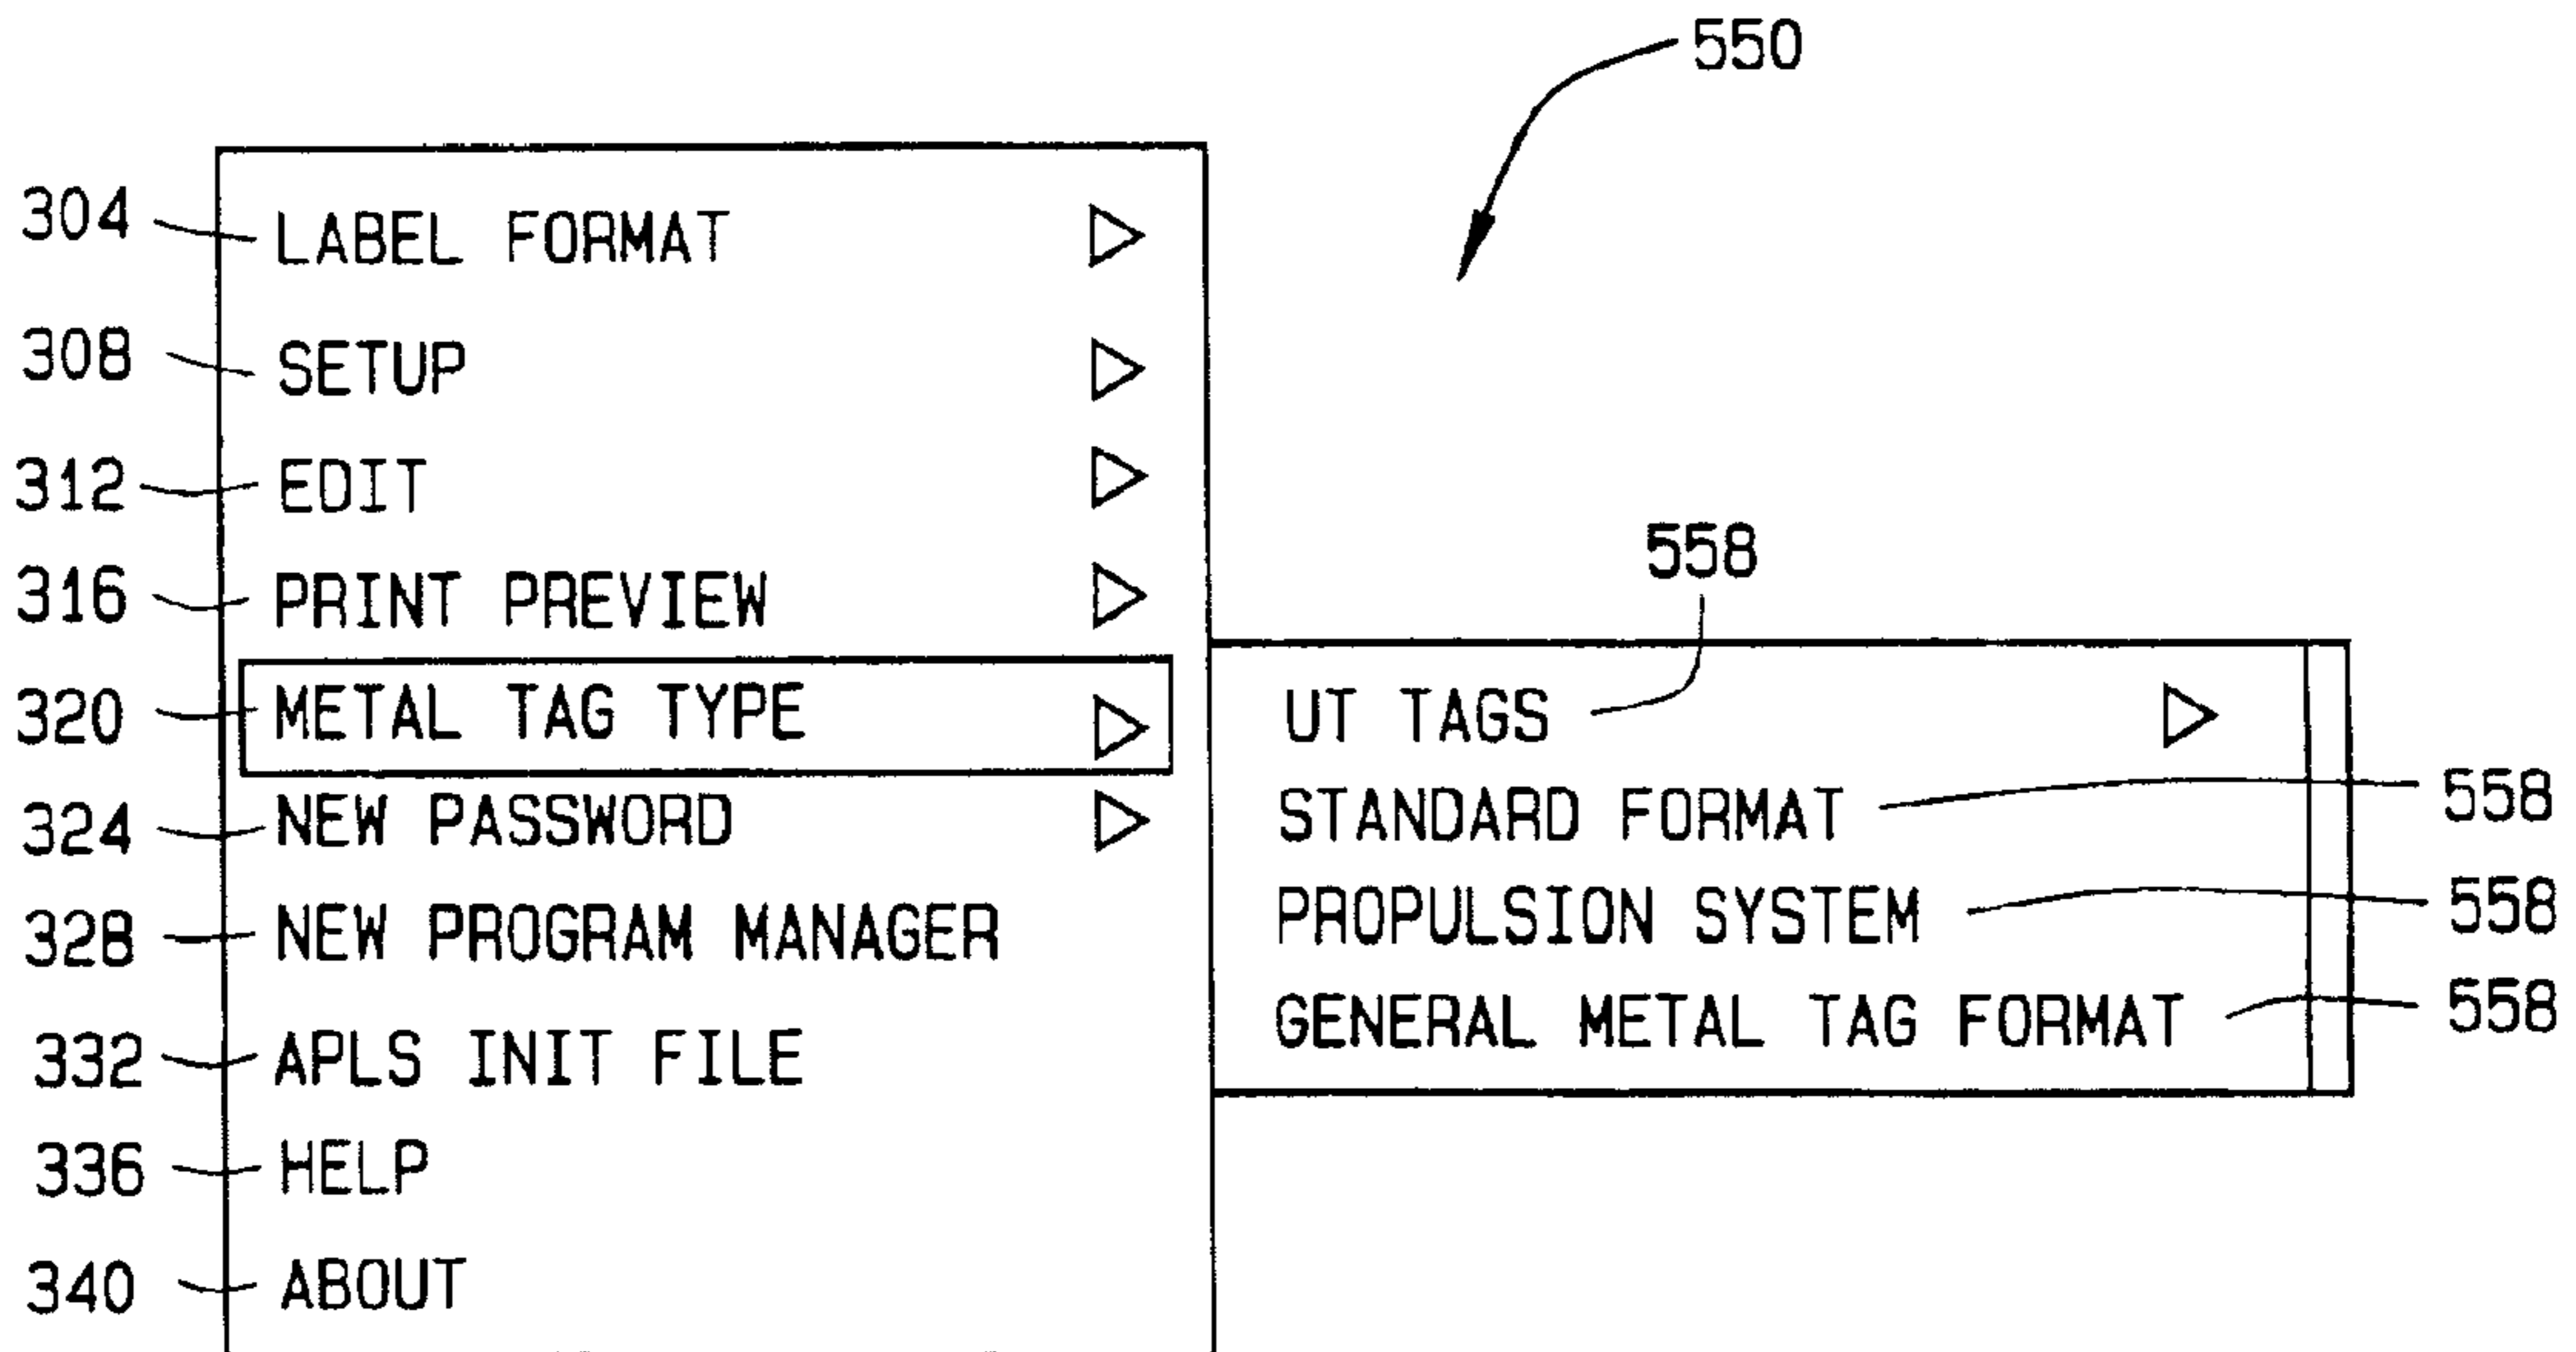 550
304 LABEL FORMAT
308 SETUP
312 EDIT
316 PRINT PREVIEW
320 METAL TAG TYPE
324 NEW PASSWORD
328 NEW PROGRAM MANAGER
332 APLS INIT FILE
336 HELP
340 ABOUT
558
UT TAGS
STANDARD FORMAT 558
PROPULSION SYSTEM 558
GENERAL METAL TAG FORMAT 558